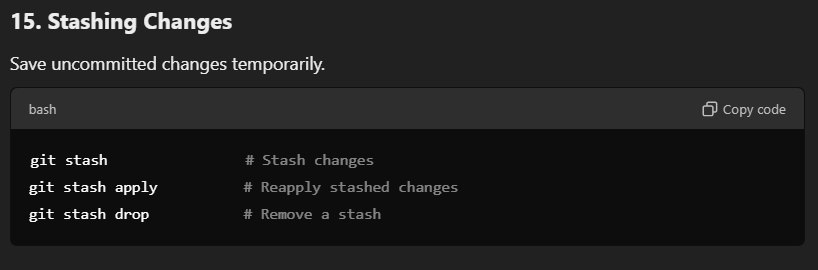 15. Stashing Changes
Save uncommitted changes temporarily.
bash Copy code
git stash # Stash changes
git stash apply # Reapply stashed changes
git stash drop # Remove a stash